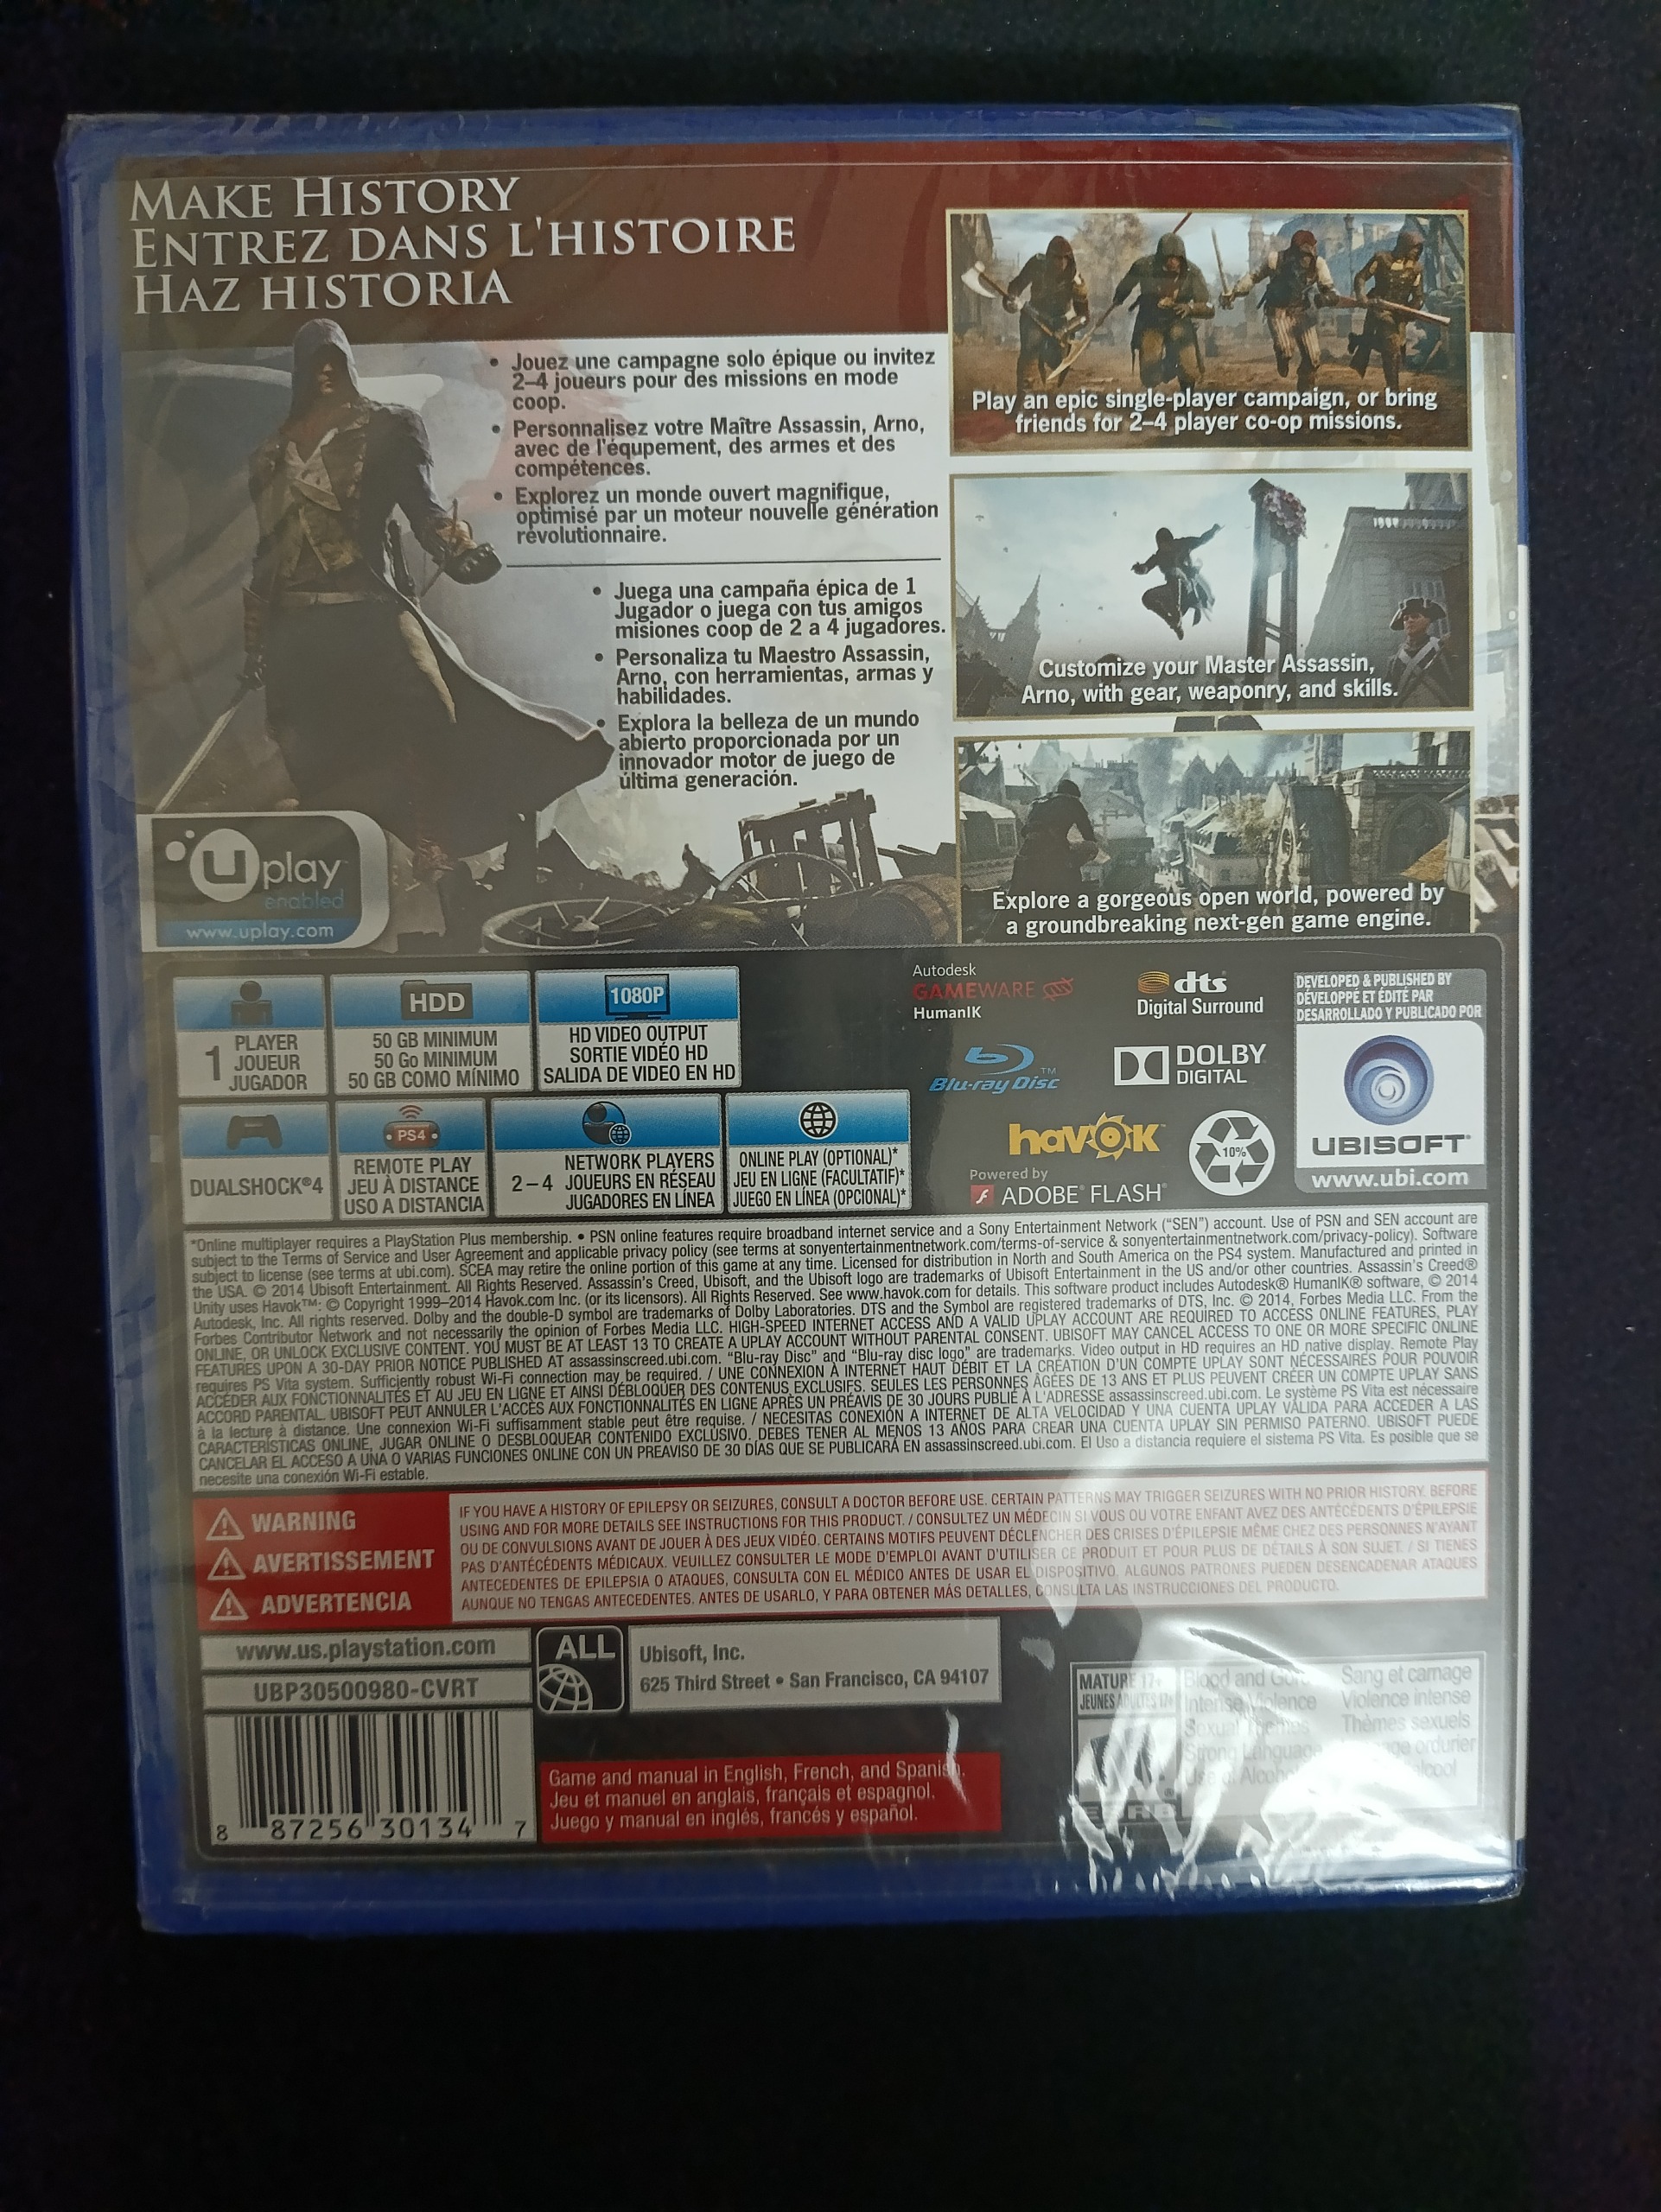 MAKE HISTORY
ENTREZ DANS L'HISTOIRE
HAZ HISTORIA
• Jouez une campagne solo épique ou invitez
2–4 joueurs pour des missions en mode
coop.
• Personnalisez votre Maître Assassin, Arno,
avec de l'équpement, des armes et des
compétences.
• Explorez un monde ouvert magnifique,
optimisé par un moteur nouvelle génération
révolutionnaire.
• Juega una campaña épica de 1
Jugador o juega con tus amigos
misiones coop de 2 a 4 jugadores.
• Personaliza tu Maestro Assassin,
Arno, con herramientas, armas y
habilidades.
• Explora la belleza de un mundo
abierto proporcionada por un
innovador motor de juego de
última generación.
Play an epic single-player campaign, or bring
friends for 2–4 player co-op missions.
Customize your Master Assassin,
Arno, with gear, weaponry, and skills.
Explore a gorgeous open world, powered by
a groundbreaking next-gen game engine.
Uplay
enabled
www.uplay.com
1 PLAYER
JOUEUR
JUGADOR
HDD
50 GB MINIMUM
50 Go MINIMUM
50 GB COMO MÍNIMO
1080P
HD VIDEO OUTPUT
SORTIE VIDÉO HD
SALIDA DE VIDEO EN HD
DUALSHOCK®4
PS4
REMOTE PLAY
JEU À DISTANCE
USO A DISTANCIA
2–4 NETWORK PLAYERS
JOUEURS EN RÉSEAU
JUGADORES EN LÍNEA
ONLINE PLAY (OPTIONAL)*
JEU EN LIGNE (FACULTATIF)*
JUEGO EN LÍNEA (OPCIONAL)*
Autodesk
GAMEWARE
HumanIK
dts
Digital Surround
Blu-ray Disc™
DOLBY
DIGITAL
havok
10%
Powered by
ADOBE® FLASH®
DEVELOPED & PUBLISHED BY
DÉVELOPPÉ ET ÉDITÉ PAR
DESARROLLADO Y PUBLICADO POR
UBISOFT®
www.ubi.com
*Online multiplayer requires a PlayStation Plus membership. • PSN online features require broadband internet service and a Sony Entertainment Network (“SEN”) account. Use of PSN and SEN account are
subject to the Terms of Service and User Agreement and applicable privacy policy (see terms at sonyentertainmentnetwork.com/terms-of-service & sonyentertainmentnetwork.com/privacy-policy). Software
subject to license (see terms at ubi.com). SCEA may retire the online portion of this game at any time. Licensed for distribution in North and South America on the PS4 system. Manufactured and printed in
the USA. © 2014 Ubisoft Entertainment. All Rights Reserved. Assassin's Creed, Ubisoft, and the Ubisoft logo are trademarks of Ubisoft Entertainment in the US and/or other countries. Assassin's Creed®
Unity uses Havok™: © Copyright 1999–2014 Havok.com Inc. (or its licensors). All Rights Reserved. See www.havok.com for details. This software product includes Autodesk® HumanIK® software, © 2014
Autodesk, Inc. All rights reserved. Dolby and the double-D symbol are trademarks of Dolby Laboratories. DTS and the Symbol are registered trademarks of DTS, Inc. © 2014, Forbes Media LLC. From the
Forbes Contributor Network and not necessarily the opinion of Forbes Media LLC. HIGH-SPEED INTERNET ACCESS AND A VALID UPLAY ACCOUNT ARE REQUIRED TO ACCESS ONLINE FEATURES, PLAY
ONLINE, OR UNLOCK EXCLUSIVE CONTENT. YOU MUST BE AT LEAST 13 TO CREATE A UPLAY ACCOUNT WITHOUT PARENTAL CONSENT. UBISOFT MAY CANCEL ACCESS TO ONE OR MORE SPECIFIC ONLINE
FEATURES UPON A 30-DAY PRIOR NOTICE PUBLISHED AT assassinscreed.ubi.com. “Blu-ray Disc” and “Blu-ray disc logo” are trademarks. Video output in HD requires an HD native display. Remote Play
requires PS Vita system. Sufficiently robust Wi-Fi connection may be required. / UNE CONNEXION À INTERNET HAUT DÉBIT ET LA CRÉATION D'UN COMPTE UPLAY SONT NÉCESSAIRES POUR POUVOIR
ACCÉDER AUX FONCTIONNALITÉS ET AU JEU EN LIGNE ET AINSI DÉBLOQUER DES CONTENUS EXCLUSIFS. SEULES LES PERSONNES ÂGÉES DE 13 ANS ET PLUS PEUVENT CRÉER UN COMPTE UPLAY SANS
ACCORD PARENTAL. UBISOFT PEUT ANNULER L'ACCÈS AUX FONCTIONNALITÉS EN LIGNE APRÈS UN PRÉAVIS DE 30 JOURS PUBLIÉ À L'ADRESSE assassinscreed.ubi.com. Le système PS Vita est nécessaire
à la lecture à distance. Une connexion Wi-Fi suffisamment stable peut être requise. / NECESITAS CONEXIÓN A INTERNET DE ALTA VELOCIDAD Y UNA CUENTA UPLAY VÁLIDA PARA ACCEDER A LAS
CARACTERÍSTICAS ONLINE, JUGAR ONLINE O DESBLOQUEAR CONTENIDO EXCLUSIVO. DEBES TENER AL MENOS 13 AÑOS PARA CREAR UNA CUENTA UPLAY SIN PERMISO PATERNO. UBISOFT PUEDE
CANCELAR EL ACCESO A UNA O VARIAS FUNCIONES ONLINE CON UN PREAVISO DE 30 DÍAS QUE SE PUBLICARÁ EN assassinscreed.ubi.com. El Uso a distancia requiere el sistema PS Vita. Es posible que se
necesite una conexión Wi-Fi estable.
WARNING
AVERTISSEMENT
ADVERTENCIA
IF YOU HAVE A HISTORY OF EPILEPSY OR SEIZURES, CONSULT A DOCTOR BEFORE USE. CERTAIN PATTERNS MAY TRIGGER SEIZURES WITH NO PRIOR HISTORY. BEFORE
USING AND FOR MORE DETAILS SEE INSTRUCTIONS FOR THIS PRODUCT. / CONSULTEZ UN MÉDECIN SI VOUS OU VOTRE ENFANT AVEZ DES ANTÉCÉDENTS D'ÉPILEPSIE
OU DE CONVULSIONS AVANT DE JOUER À DES JEUX VIDÉO. CERTAINS MOTIFS PEUVENT DÉCLENCHER DES CRISES D'ÉPILEPSIE MÊME CHEZ DES PERSONNES N'AYANT
PAS D'ANTÉCÉDENTS MÉDICAUX. VEUILLEZ CONSULTER LE MODE D'EMPLOI AVANT D'UTILISER CE PRODUIT ET POUR PLUS DE DÉTAILS À SON SUJET. / SI TIENES
ANTECEDENTES DE EPILEPSIA O ATAQUES, CONSULTA CON EL MÉDICO ANTES DE USAR EL DISPOSITIVO. ALGUNOS PATRONES PUEDEN DESENCADENAR ATAQUES
AUNQUE NO TENGAS ANTECEDENTES. ANTES DE USARLO, Y PARA OBTENER MÁS DETALLES, CONSULTA LAS INSTRUCCIONES DEL PRODUCTO.
www.us.playstation.com
UBP30500980-CVRT
8 87256 30134 7
ALL
Ubisoft, Inc.
625 Third Street • San Francisco, CA 94107
Game and manual in English, French, and Spanish.
Jeu et manuel en anglais, français et espagnol.
Juego y manual en inglés, francés y español.
MATURE 17+
JEUNES ADULTES 17+
ESRB
Blood and Gore
Intense Violence
Sexual Themes
Strong Language
Use of Alcohol
Sang et carnage
Violence intense
Thèmes sexuels
ordurier
alcool